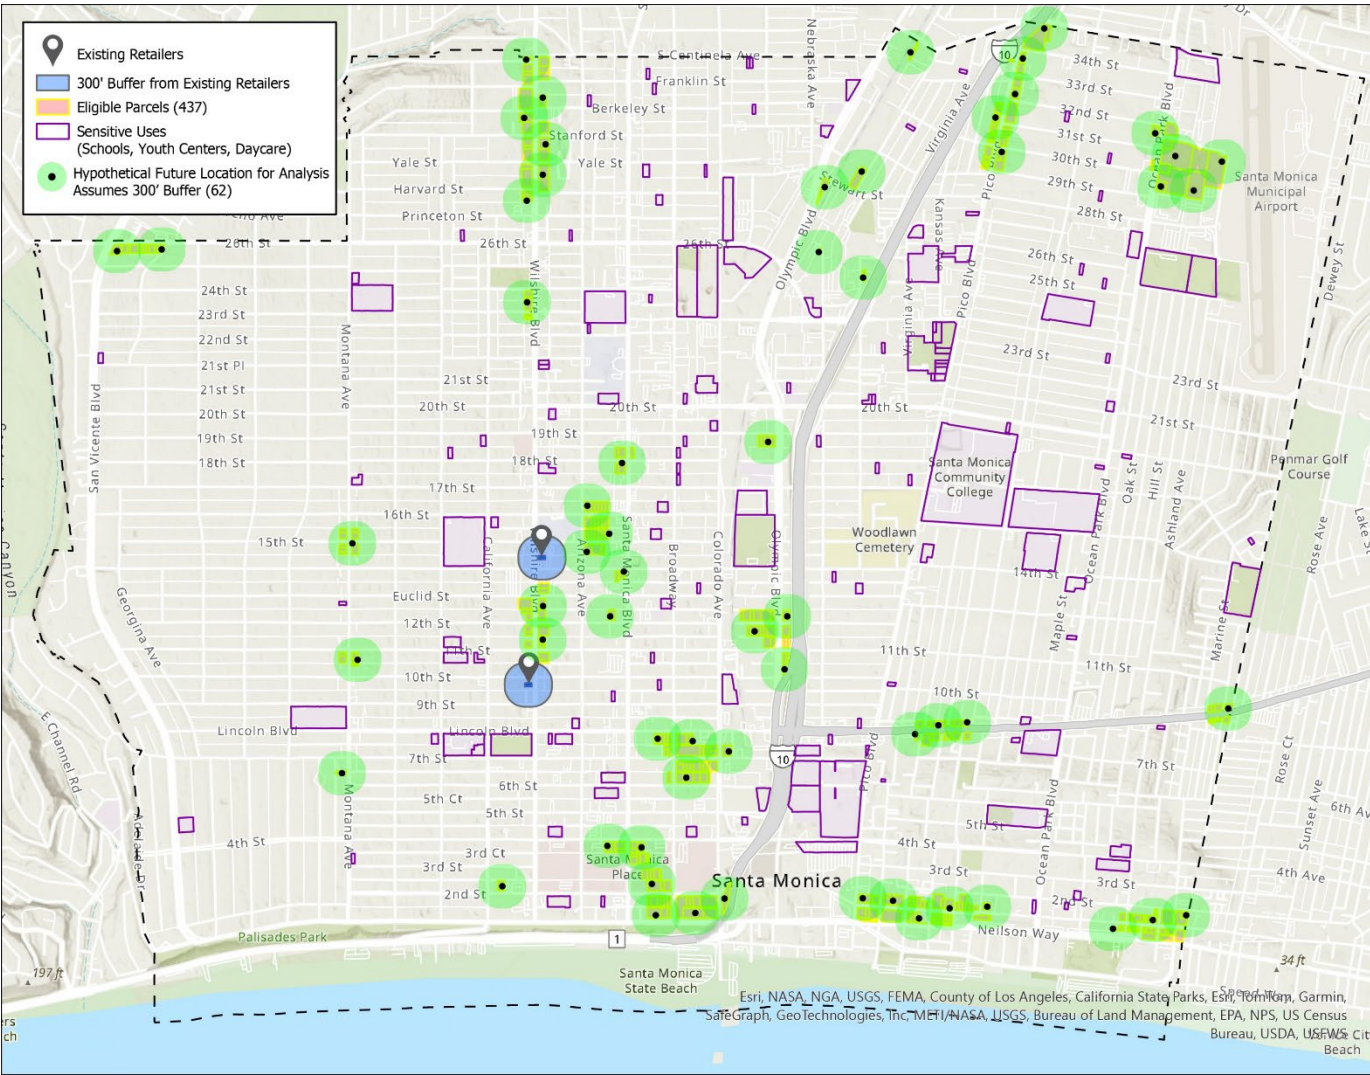 Existing Retailers
300' Buffer from Existing Retailers
Eligible Parcels (437)
Sensitive Uses
(Schools, Youth Centers, Daycare)
Hypothetical Future Location for Analysis
Assumes 300' Buffer (62)
S Centinela Ave
Franklin St
Berkeley St
Stanford St
Yale St
Yale St
Harvard St
Princeton St
26th St
26th St
26th St
24th St
23rd St
22nd St
21st Pl
21st St
21st St
20th St
20th St
20th St
20th St
19th St
19th St
18th St
18th St
17th St
16th St
15th St
Euclid St
12th St
11th St
10th St
9th St
Lincoln Blvd
Lincoln Blvd
7th St
6th St
5th Ct
5th St
4th St
3rd Ct
3rd St
2nd St
San Vicente Blvd
Montana Ave
Montana Ave
Georgina Ave
E Channel Rd
Adelaide Dr
Canyon
California Ave
Wilshire Blvd
Arizona Ave
Santa Monica Blvd
Broadway
Colorado Ave
Olympic Blvd
Olympic Blvd
Nebraska Ave
Stewart St
Virginia Ave
Virginia Ave
Kansas Ave
Pico Blvd
Pico Blvd
10
34th St
33rd St
32nd St
31st St
30th St
29th St
28th St
26th St
25th St
23rd St
23rd St
21st St
Ocean Park Blvd
Santa Monica
Municipal
Airport
Dewey St
Penmar Golf
Course
Santa Monica
Community
College
Woodlawn
Cemetery
Oak St
Hill St
Ashland Ave
Ocean Park Blvd
Rose Ave
14th St
Maple St
Marine St
11th St
11th St
10th St
7th St
Rose Ct
Sunset Ave
6th Av
4th Ave
10
Pico Blvd
5th St
4th St
3rd St
3rd St
2nd St
Ocean Park Blvd
Neilson Way
Santa Monica
Place
Santa Monica
Palisades Park
1
Santa Monica
State Beach
197 ft
34 ft
Esri, NASA, NGA, USGS, FEMA, County of Los Angeles, California State Parks, Esri, TomTom, Garmin,
SafeGraph, GeoTechnologies, Inc, METI/NASA, USGS, Bureau of Land Management, EPA, NPS, US Census
Bureau, USDA, USFWS
Beach